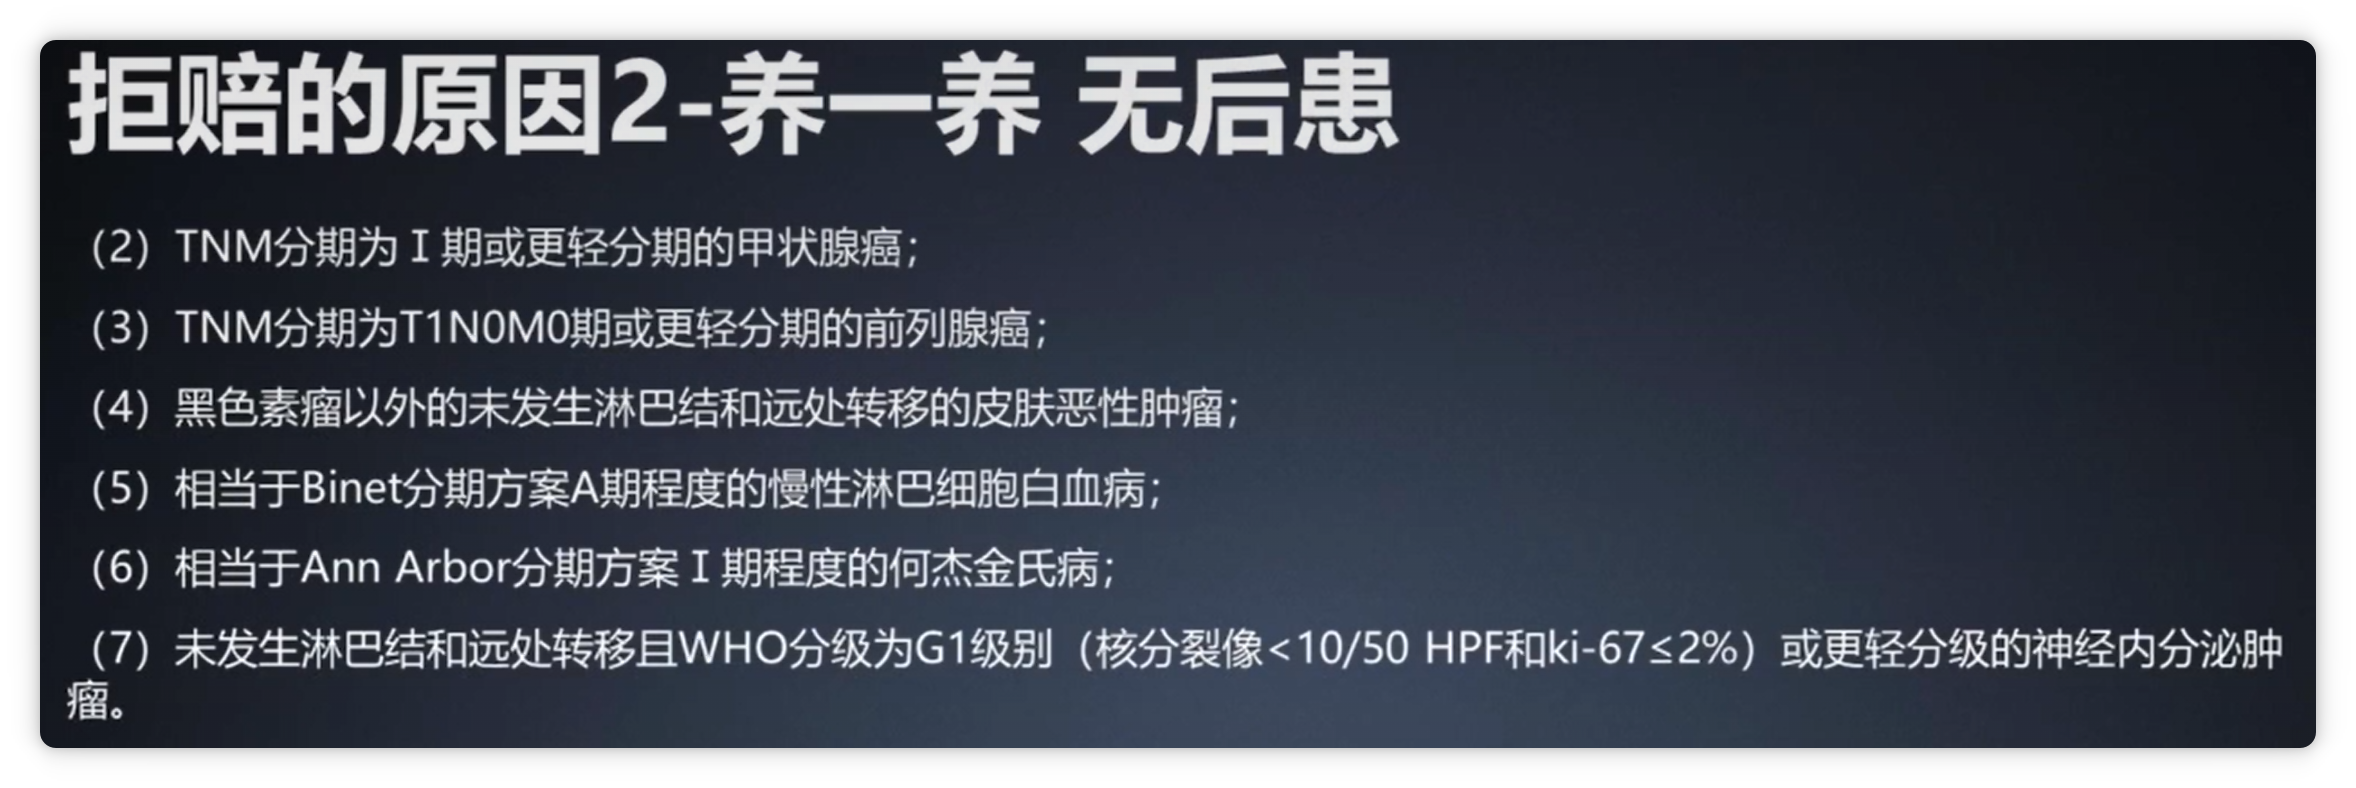 拒赔的原因2-养一养 无后患
（2）TNM分期为Ⅰ期或更轻分期的甲状腺癌；
（3）TNM分期为T1N0M0期或更轻分期的前列腺癌；
（4）黑色素瘤以外的未发生淋巴结和远处转移的皮肤恶性肿瘤；
（5）相当于Binet分期方案A期程度的慢性淋巴细胞白血病；
（6）相当于Ann Arbor分期方案Ⅰ期程度的何杰金氏病；
（7）未发生淋巴结和远处转移且WHO分级为G1级别（核分裂像<10/50 HPF和ki-67≤2%）或更轻分级的神经内分泌肿
瘤。